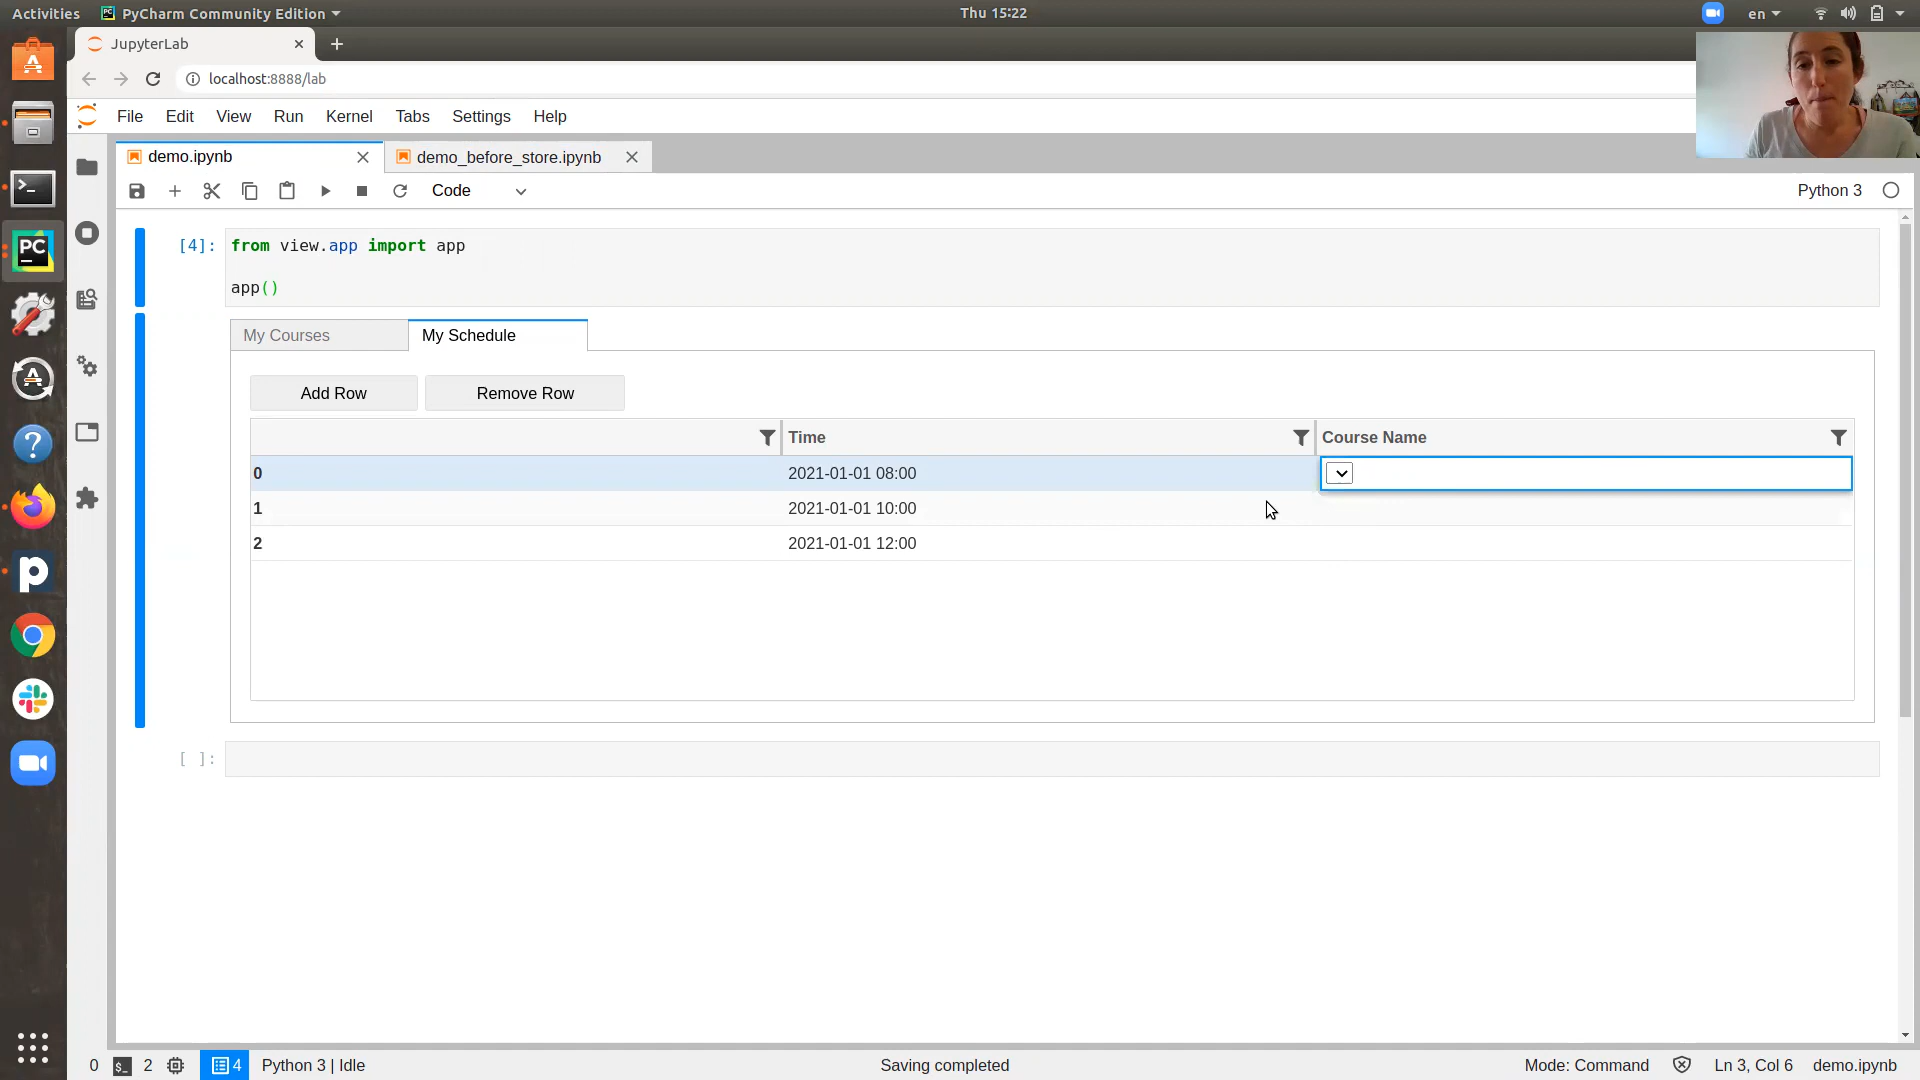 Activities PyCharm Community Edition Thu 15:22 en
JupyterLab
localhost:8888/lab
File Edit View Run Kernel Tabs Settings Help
demo.ipynb demo_before_store.ipynb
Code Python 3
[4]: from view.app import app
app()
My Courses My Schedule
Add Row Remove Row
Time Course Name
0 2021-01-01 08:00
1 2021-01-01 10:00
2 2021-01-01 12:00
[ ]:
0 2 4 Python 3 | Idle Saving completed Mode: Command Ln 3, Col 6 demo.ipynb